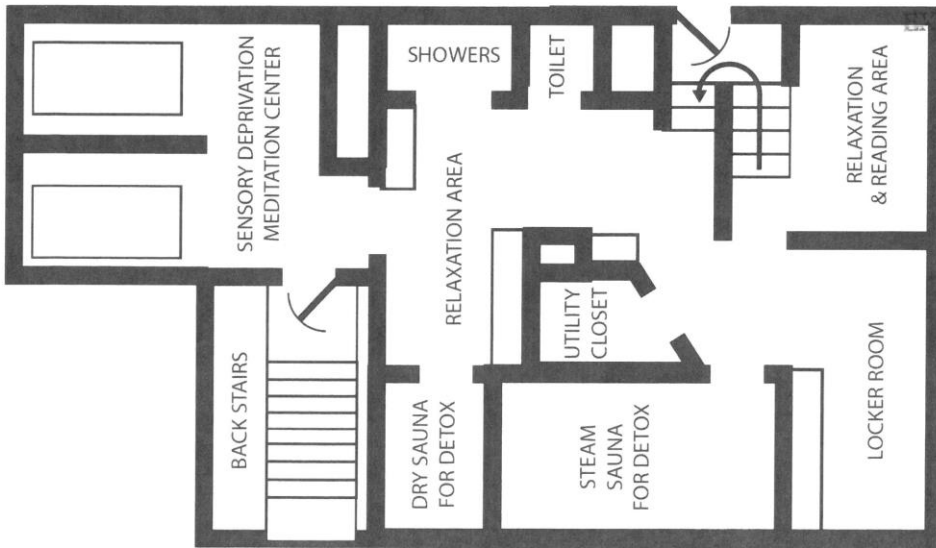 SENSORY DEPRIVATION
MEDITATION CENTER
SHOWERS
TOILET
RELAXATION
& READING AREA
RELAXATION AREA
UTILITY
CLOSET
BACK STAIRS
DRY SAUNA
FOR DETOX
STEAM
SAUNA
FOR DETOX
LOCKER ROOM